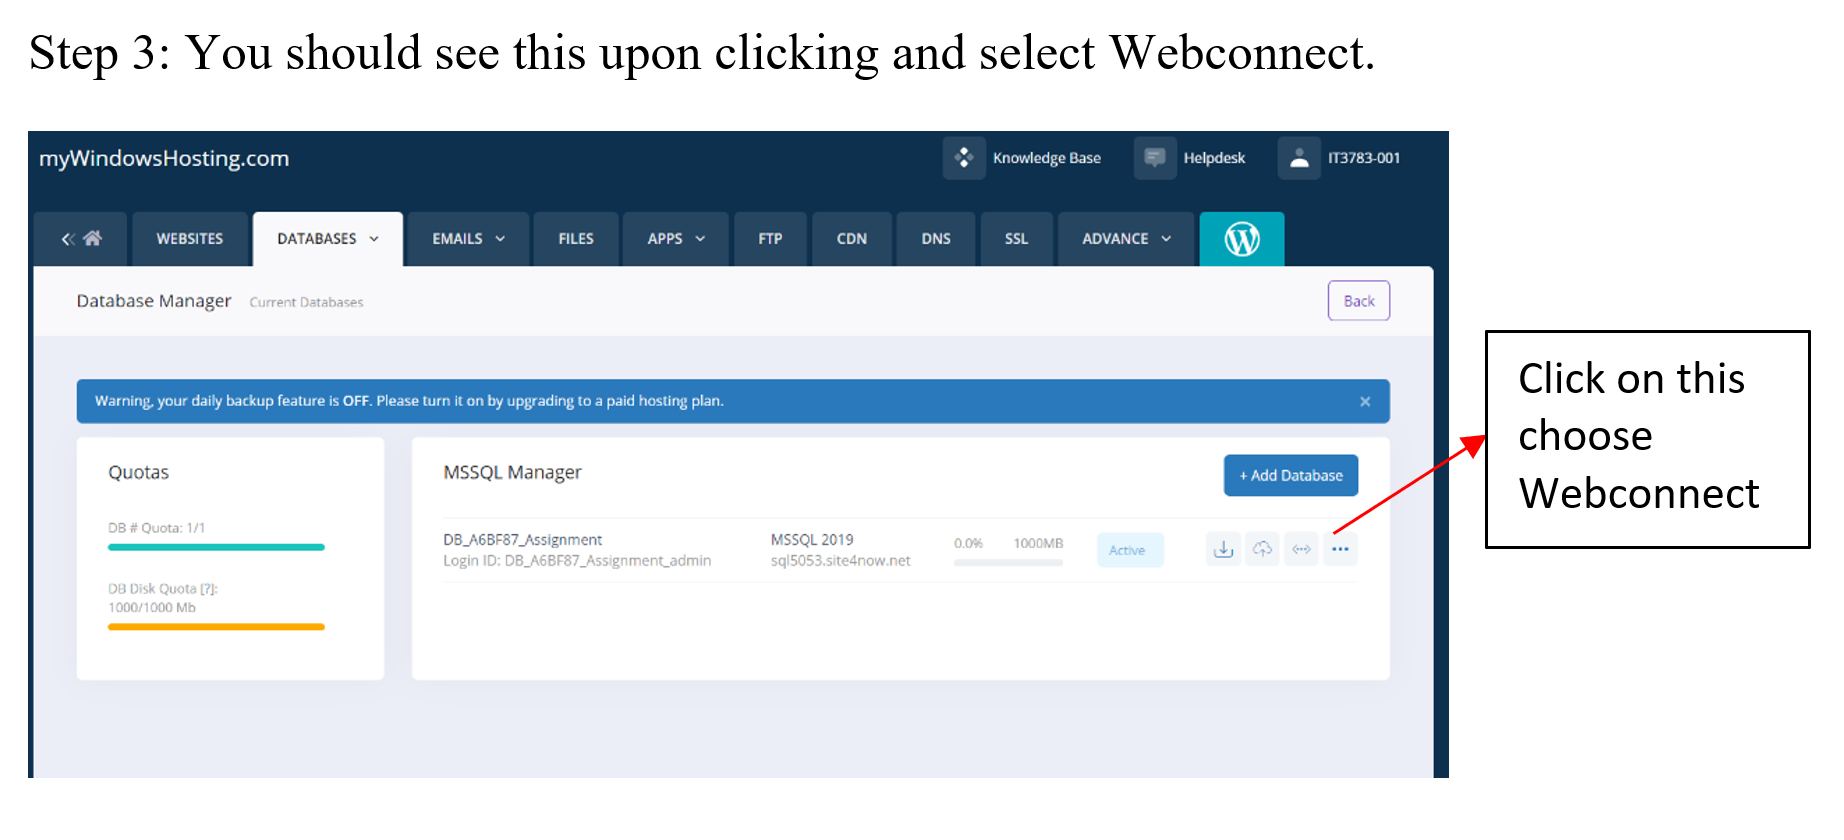 Step 3: You should see this upon clicking and select Webconnect.
myWindowsHosting.com
Knowledge Base
Helpdesk
IT3783-001
WEBSITES
DATABASES
EMAILS
FILES
APPS
FTP
CDN
DNS
SSL
ADVANCE
Database Manager
Current Databases
Back
Warning, your daily backup feature is OFF. Please turn it on by upgrading to a paid hosting plan.
Quotas
DB # Quota: 1/1
DB Disk Quota [?]:
1000/1000 Mb
MSSQL Manager
+ Add Database
DB_A6BF87_Assignment
Login ID: DB_A6BF87_Assignment_admin
MSSQL 2019
sql5053.site4now.net
0.0%
1000MB
Active
Click on this
choose
Webconnect